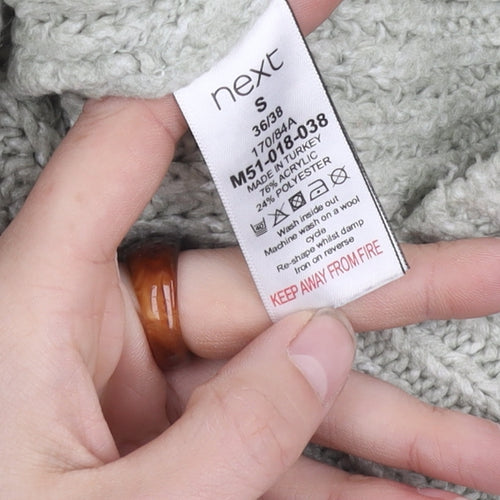 next
S
36/38
170/84A
M51-018-038
MADE IN TURKEY
76% ACRYLIC
24% POLYESTER
Wash inside out
Machine wash on a wool
cycle
Re-shape whilst damp
Iron on reverse
KEEP AWAY FROM FIRE